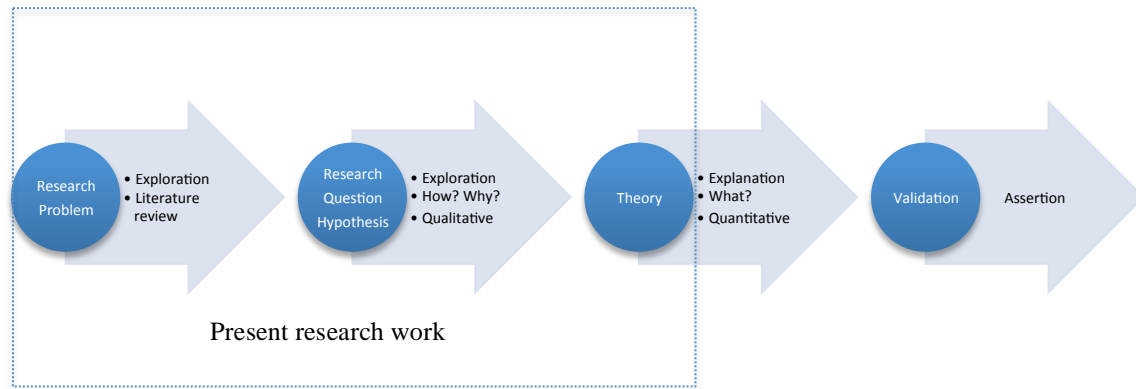 Research
Problem
• Exploration
• Literature
review
Research
Question
Hypothesis
• Exploration
• How? Why?
• Qualitative
Theory
• Explanation
• What?
• Quantitative
Validation
Assertion
Present research work